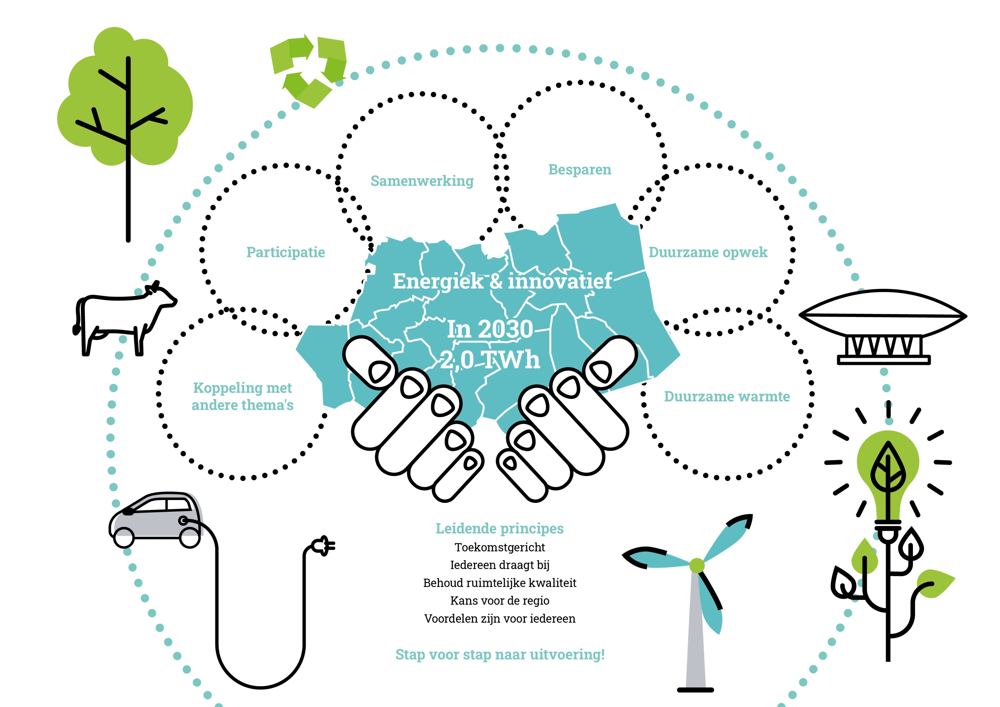 Besparen
Samenwerking
Participatie
Duurzame opwek
Energiek & innovatief
In 2030
2,0 TWh
Koppeling met
andere thema's
Duurzame warmte
Leidende principes
Toekomstgericht
Iedereen draagt bij
Behoud ruimtelijke kwaliteit
Kans voor de regio
Voordelen zijn voor iedereen
Stap voor stap naar uitvoering!